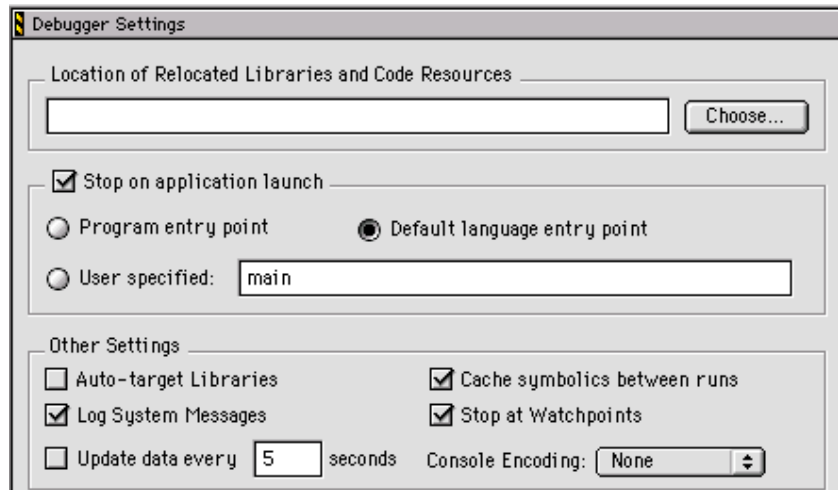 Debugger Settings
Location of Relocated Libraries and Code Resources
Choose...
Stop on application launch
Program entry point
Default language entry point
User specified: main
Other Settings
Auto-target Libraries
Cache symbolics between runs
Log System Messages
Stop at Watchpoints
Update data every 5 seconds
Console Encoding: None